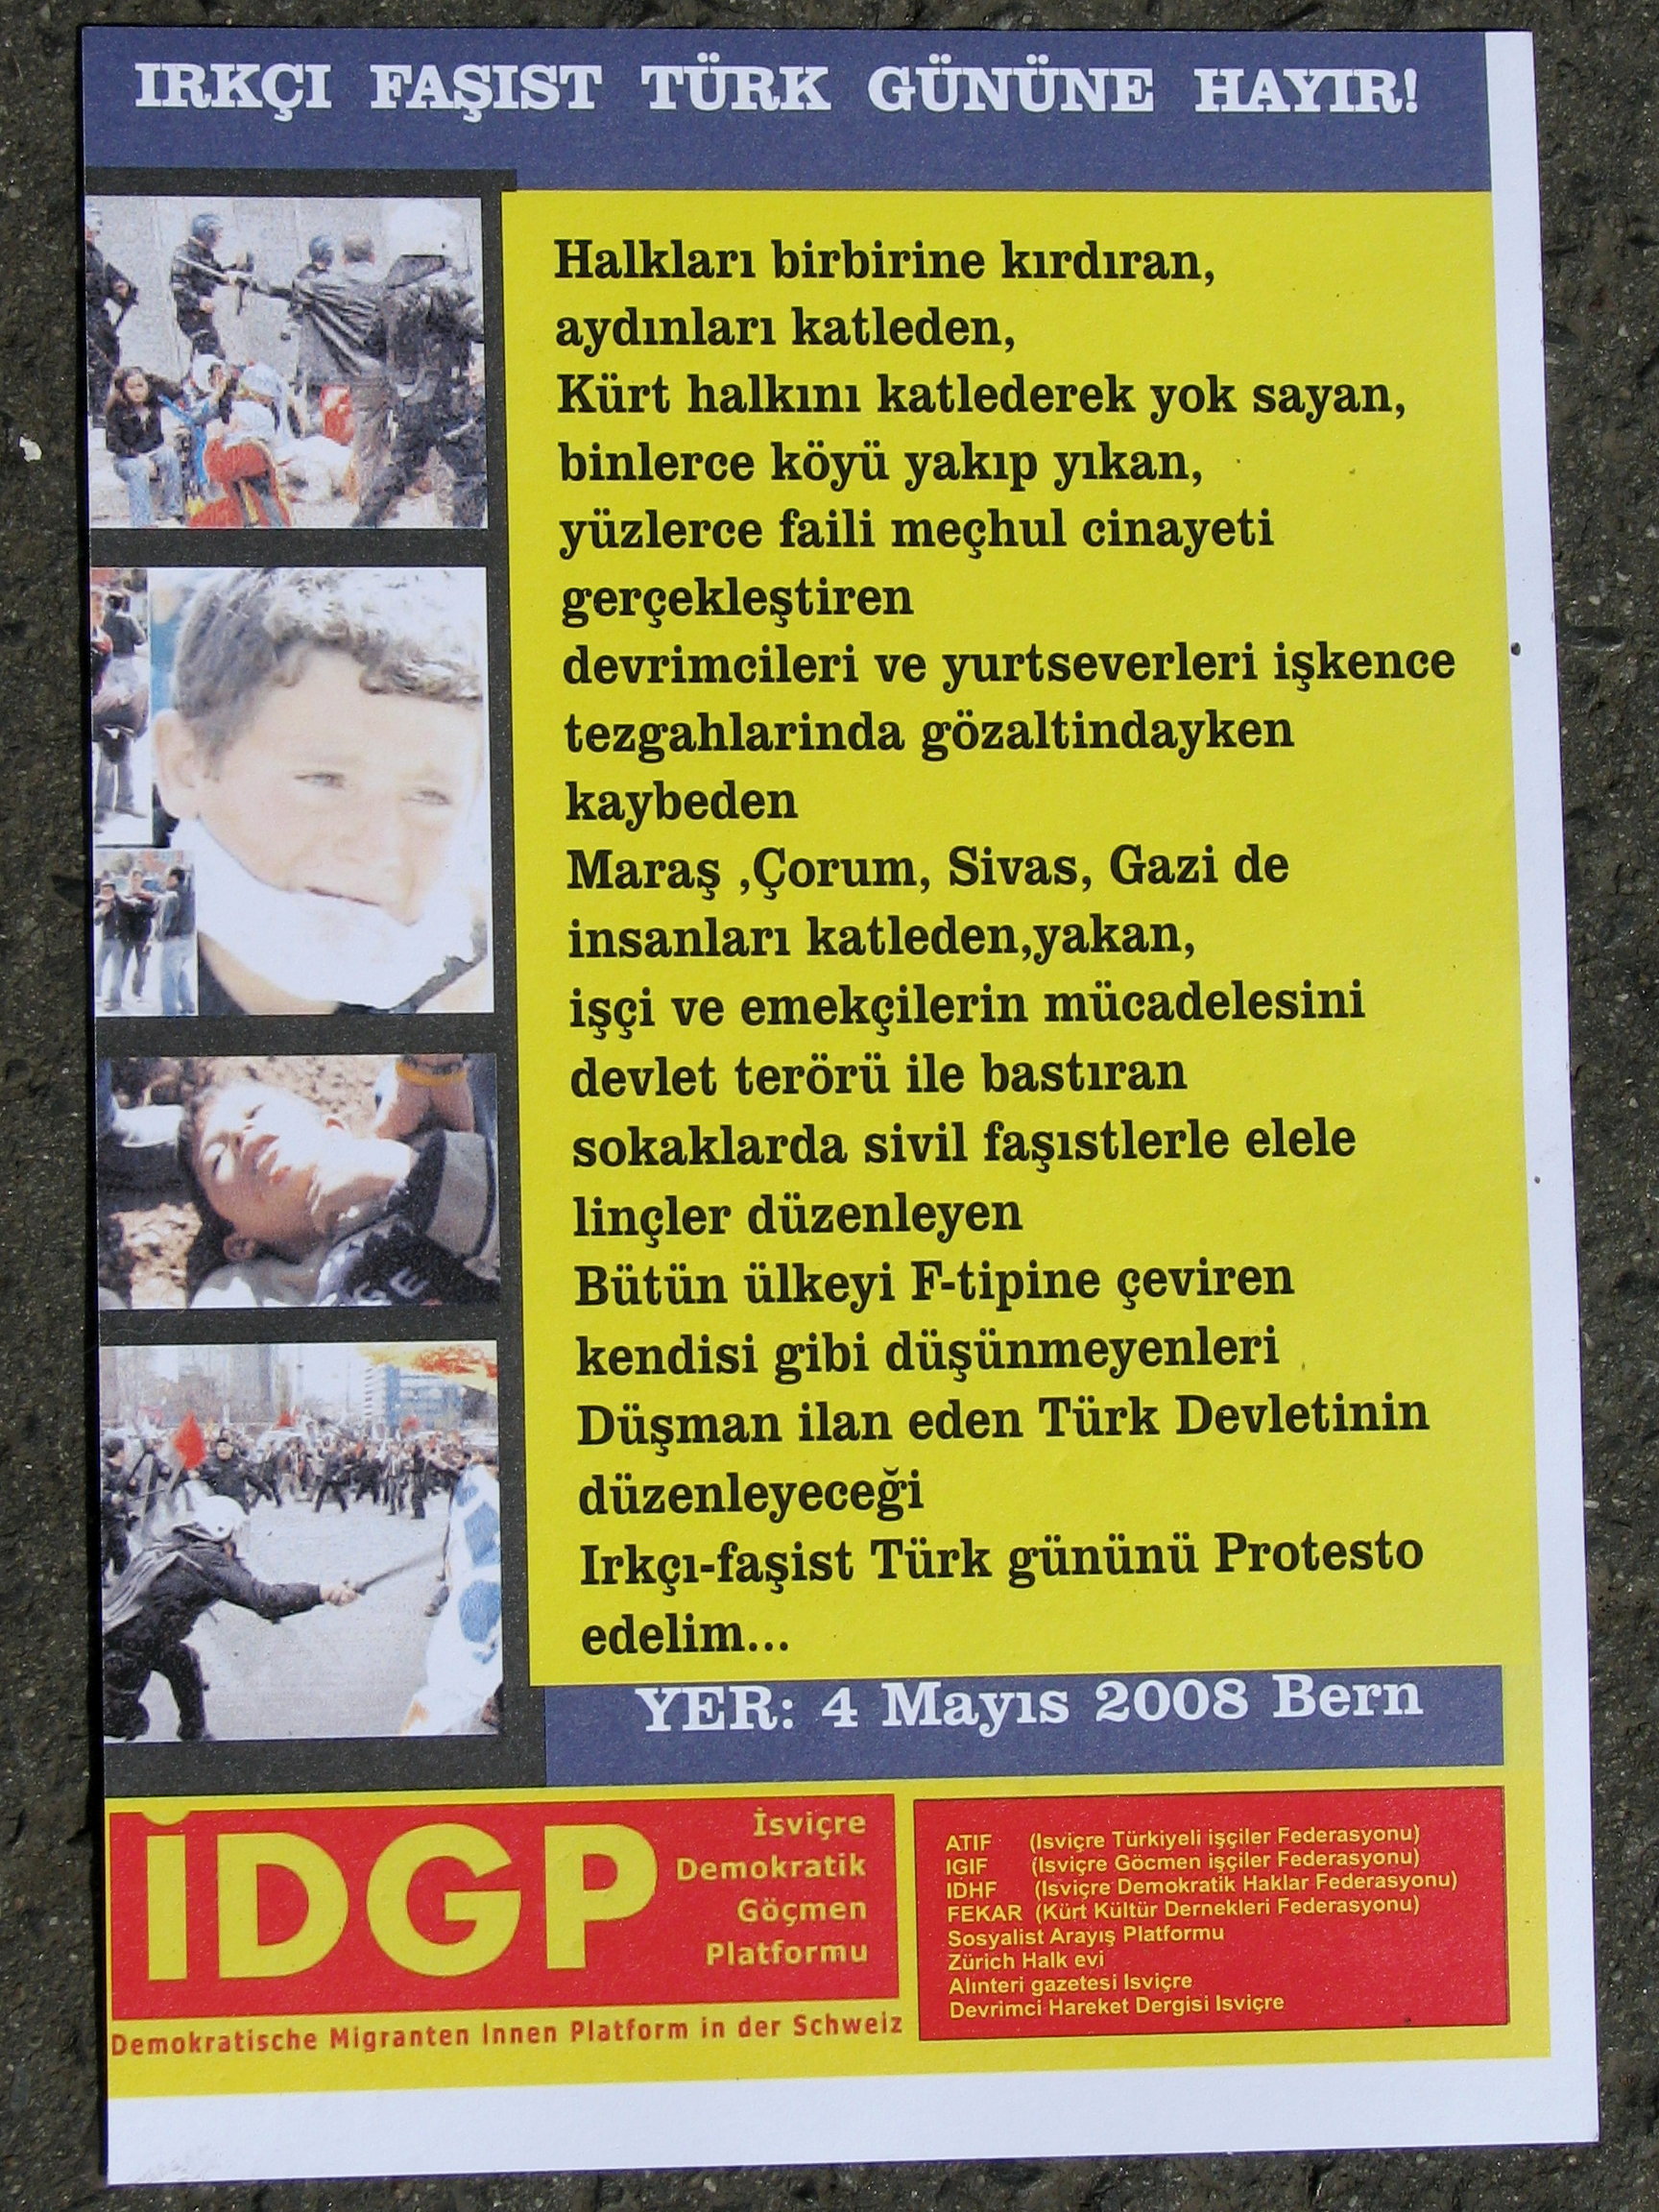 IRKÇI FAŞIST TÜRK GÜNÜNE HAYIR!
Halkları birbirine kırdıran,
aydınları katleden,
Kürt halkını katlederek yok sayan,
binlerce köyü yakıp yıkan,
yüzlerce faili meçhul cinayeti
gerçekleştiren
devrimcileri ve yurtseverleri işkence
tezgahlarinda gözaltindayken
kaybeden
Maraş ,Çorum, Sivas, Gazi de
insanları katleden,yakan,
işçi ve emekçilerin mücadelesini
devlet terörü ile bastıran
sokaklarda sivil faşıstlerle elele
linçler düzenleyen
Bütün ülkeyi F-tipine çeviren
kendisi gibi düşünmeyenleri
Düşman ilan eden Türk Devletinin
düzenleyeceği
Irkçı-faşist Türk gününü Protesto
edelim...
YER: 4 Mayıs 2008 Bern
İDGP
İsviçre
Demokratik
Göçmen
Platformu
Demokratische Migranten Innen Platform in der Schweiz
ATIF (Isviçre Türkiyeli işçiler Federasyonu)
IGIF (Isviçre Göcmen işçiler Federasyonu)
IDHF (Isviçre Demokratik Haklar Federasyonu)
FEKAR (Kürt Kültür Dernekleri Federasyonu)
Sosyalist Arayış Platformu
Zürich Halk evi
Alınteri gazetesi Isviçre
Devrimci Hareket Dergisi Isviçre